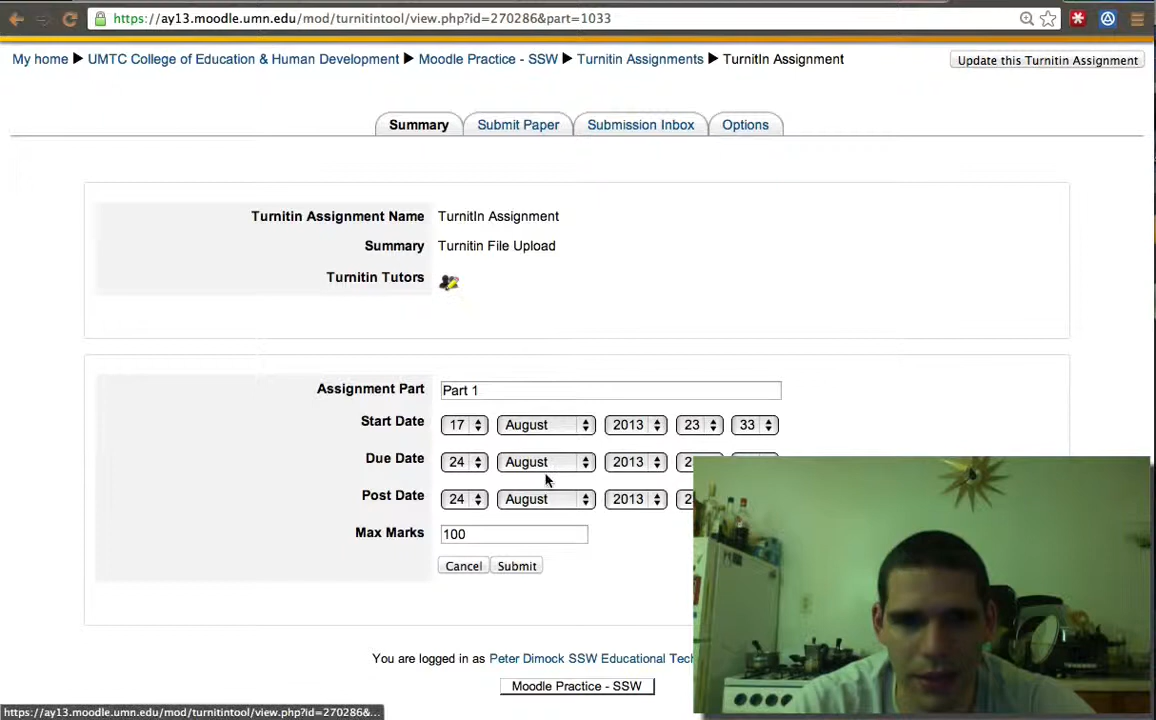 https://ay13.moodle.umn.edu/mod/turnitintool/view.php?id=270286&part=1033
My home ▶ UMTC College of Education & Human Development ▶ Moodle Practice - SSW ▶ Turnitin Assignments ▶ TurnItIn Assignment
Update this Turnitin Assignment
Summary Submit Paper Submission Inbox Options
Turnitin Assignment Name TurnitIn Assignment
Summary Turnitin File Upload
Turnitin Tutors
Assignment Part Part 1
Start Date 17 August 2013 23 33
Due Date 24 August 2013 2
Post Date 24 August 2013 2
Max Marks 100
Cancel Submit
You are logged in as Peter Dimock SSW Educational Tech
Moodle Practice - SSW
https://ay13.moodle.umn.edu/mod/turnitintool/view.php?id=270286&...